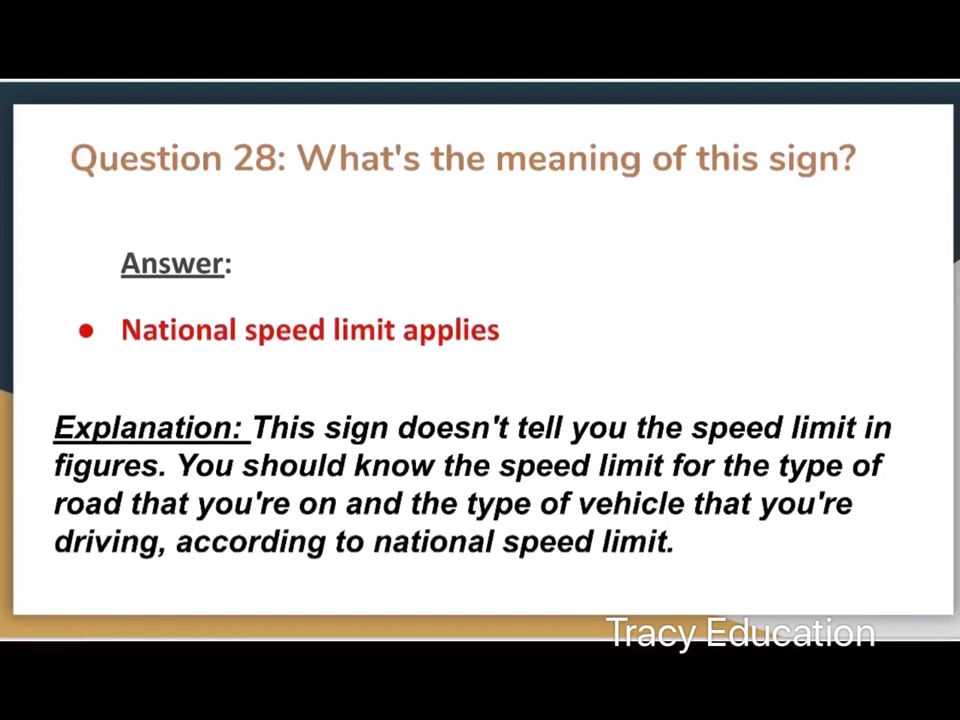 Question 28: What's the meaning of this sign?
Answer:
● National speed limit applies
Explanation: This sign doesn't tell you the speed limit in
figures. You should know the speed limit for the type of
road that you're on and the type of vehicle that you're
driving, according to national speed limit.
Tracy Education